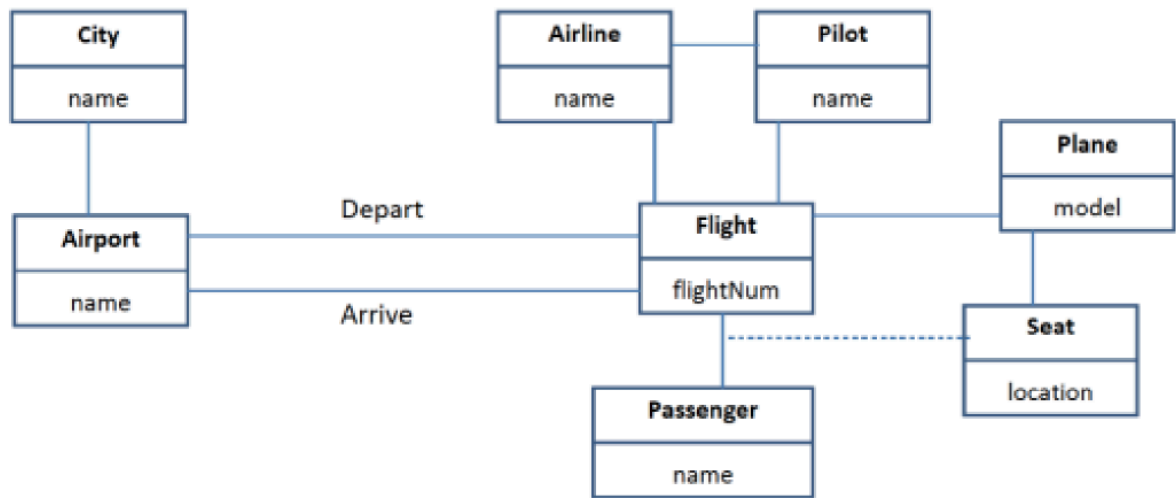 City
name
Airline
name
Pilot
name
Plane
model
Airport
name
Depart
Arrive
Flight
flightNum
Seat
location
Passenger
name